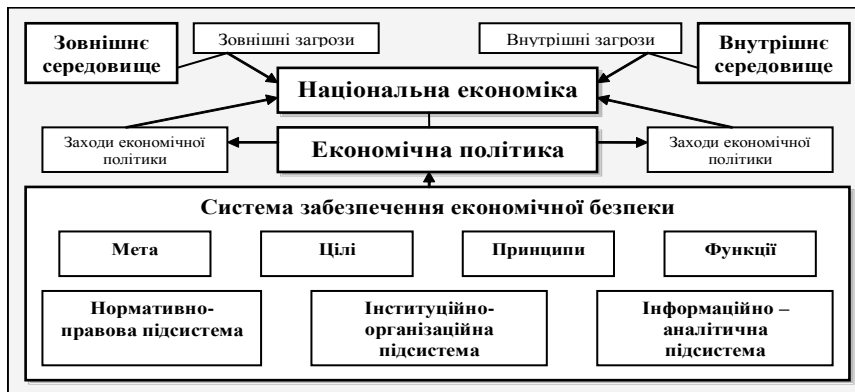 Зовнішнє
середовище
Зовнішні загрози
Внутрішні загрози
Внутрішнє
середовище
Національна економіка
Заходи економічної
політики
Економічна політика
Заходи економічної
політики
Система забезпечення економічної безпеки
Мета
Цілі
Принципи
Функції
Нормативно-
правова підсистема
Інституційно-
організаційна
підсистема
Інформаційно –
аналітична
підсистема